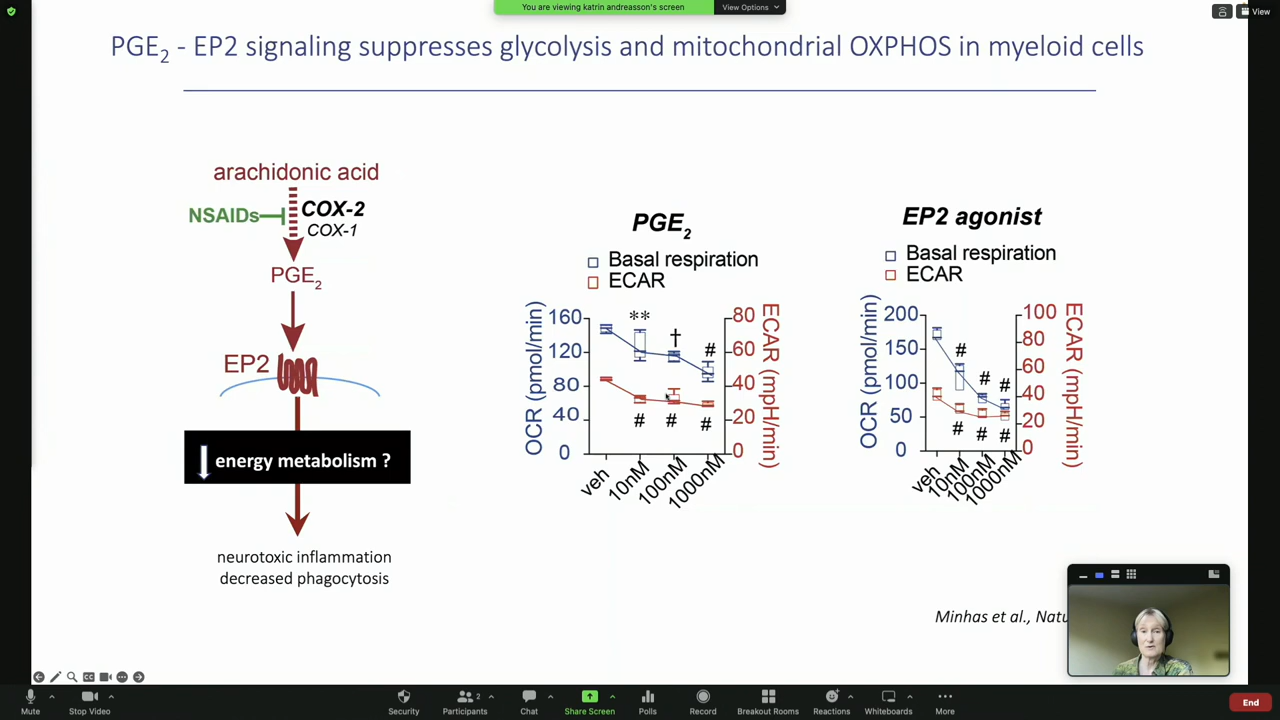 You are viewing katrin andreasson's screen
View Options
View
PGE2 - EP2 signaling suppresses glycolysis and mitochondrial OXPHOS in myeloid cells
arachidonic acid
NSAIDs
COX-2
COX-1
PGE2
EP2
energy metabolism ?
neurotoxic inflammation
decreased phagocytosis
PGE2
Basal respiration
ECAR
OCR (pmol/min)
160
120
80
40
0
**
†
#
#
#
#
80
60
40
20
0
ECAR (mpH/min)
veh
10nM
100nM
1000nM
EP2 agonist
Basal respiration
ECAR
OCR (pmol/min)
200
150
100
50
0
#
#
#
#
#
#
100
80
60
40
20
0
ECAR (mpH/min)
veh
10nM
100nM
1000nM
Minhas et al.,
Mute
Stop Video
Security
Participants
2
Chat
Share Screen
Polls
Record
Breakout Rooms
Reactions
Whiteboards
More
End